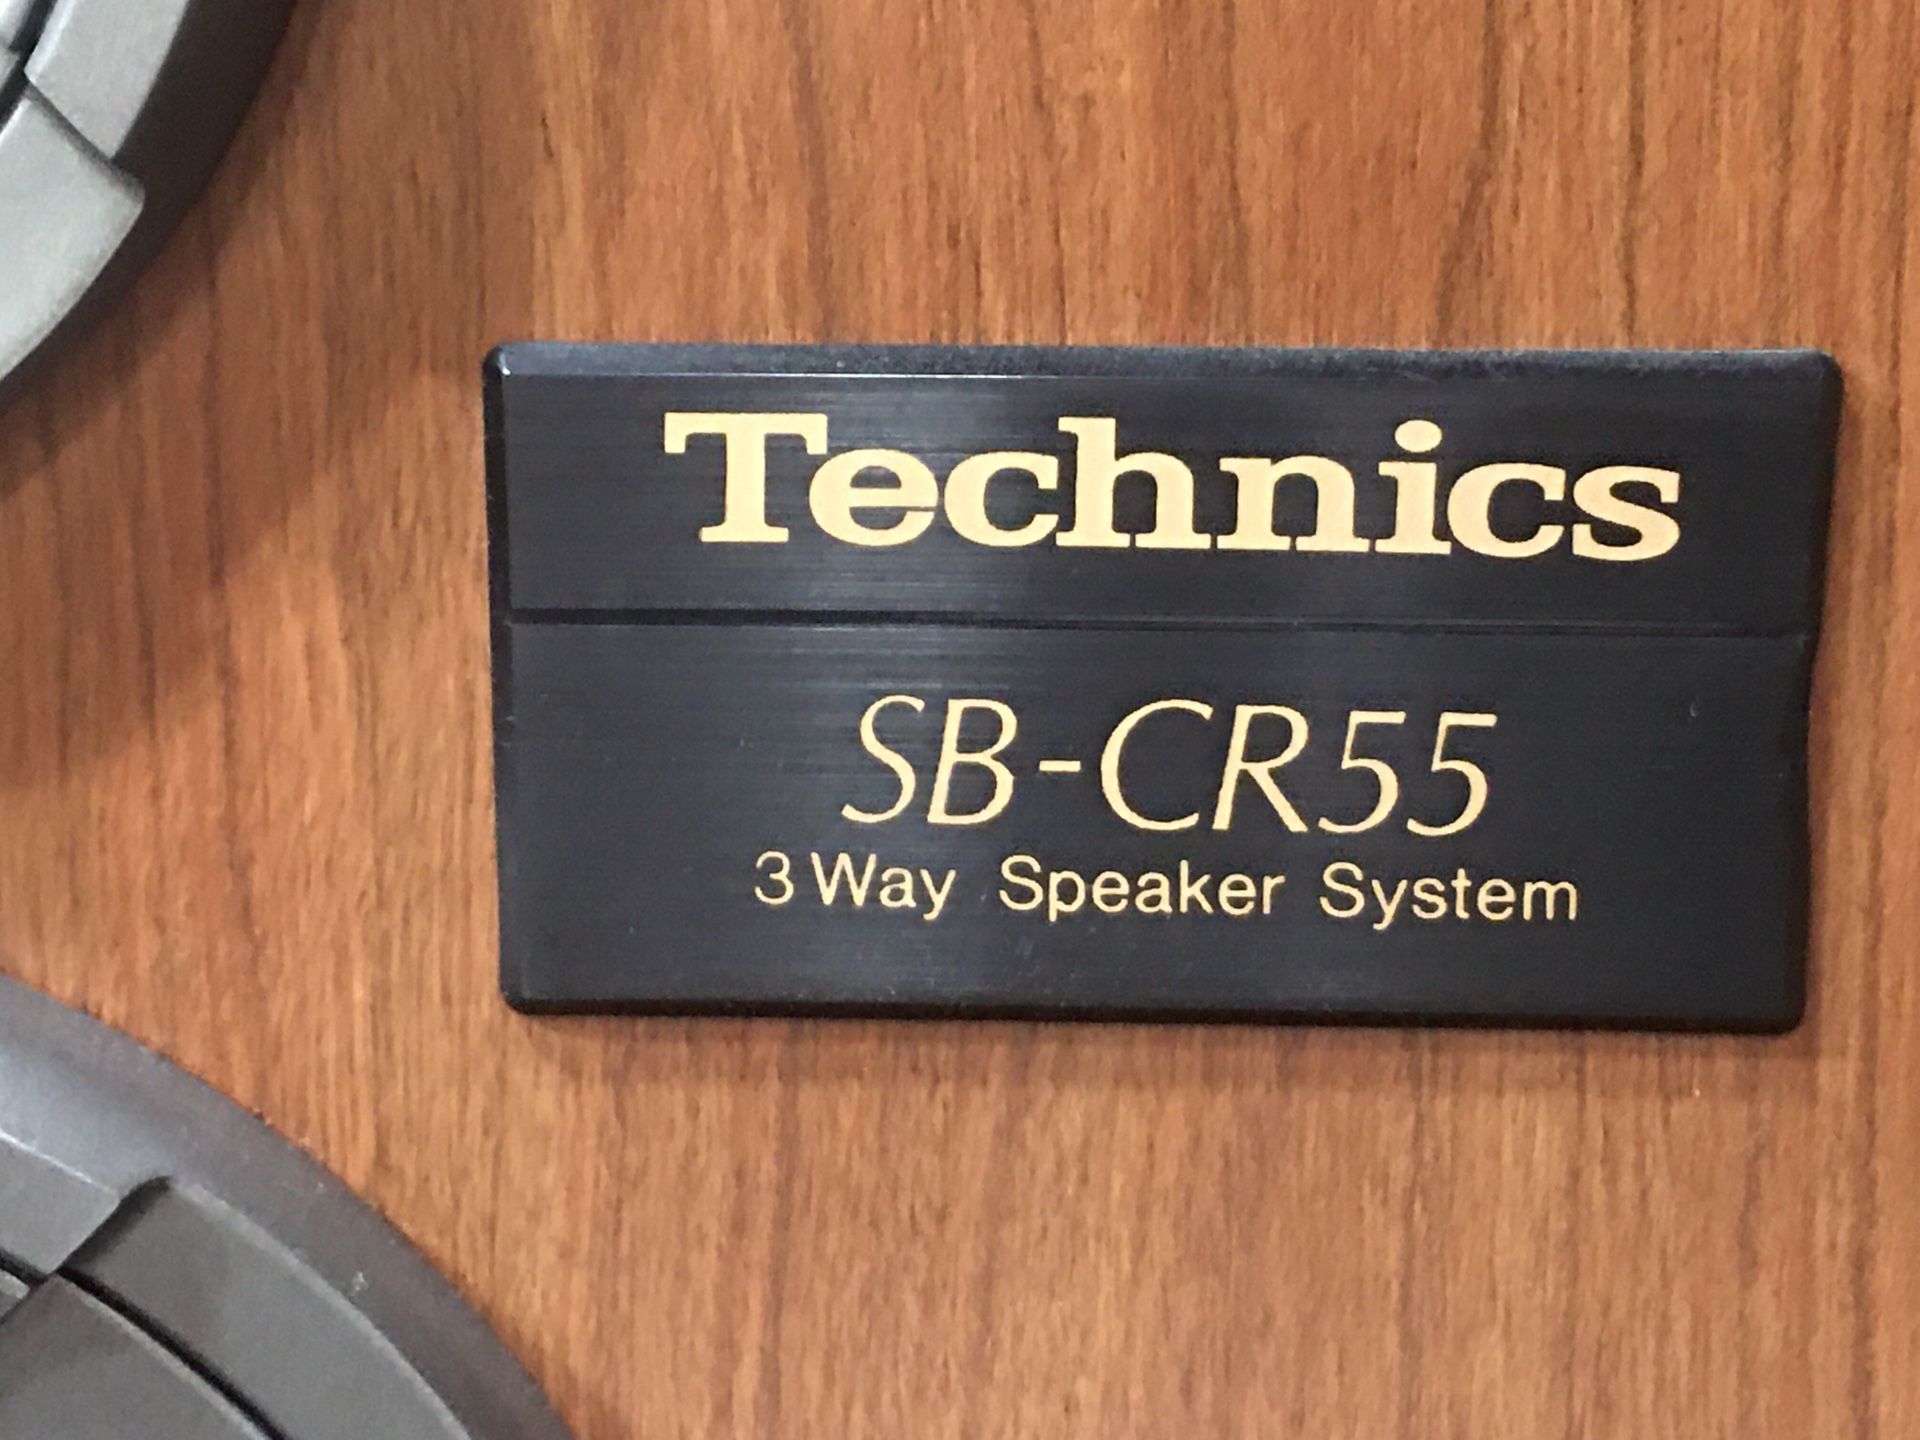 Technics
SB-CR55
3 Way Speaker System